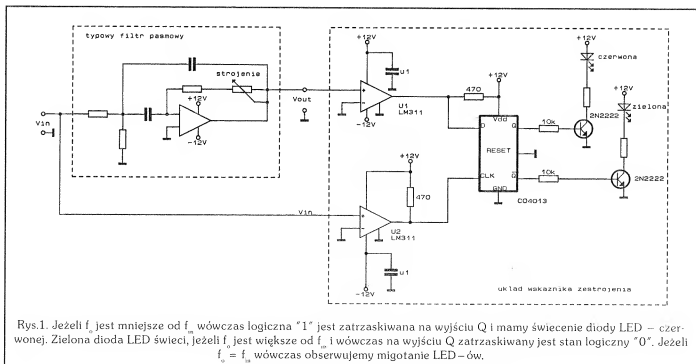 typowy filtr pasmowy
strojenie
+12V
-12V
Vin
Vout
+12V
u1
U1
LM311
-12V
470
+12V
Vdd
D
Q
RESET
CLK
Q
GND
CO4013
10k
10k
+12V
czerwona
2N2222
+12V
zielona
2N2222
Vin
+12V
470
U2
LM311
u1
-12V
układ wskaznika zestrojenia
Rys.1. Jeżeli fo jest mniejsze od fin wówczas logiczna "1" jest zatrzaskiwana na wyjściu Q i mamy świecenie diody LED – czer-
wonej. Zielona dioda LED świeci, jeżeli fo jest większe od fin i wówczas na wyjściu Q zatrzaskiwany jest stan logiczny "0". Jeżeli
fo = fin wówczas obserwujemy migotanie LED–ów.